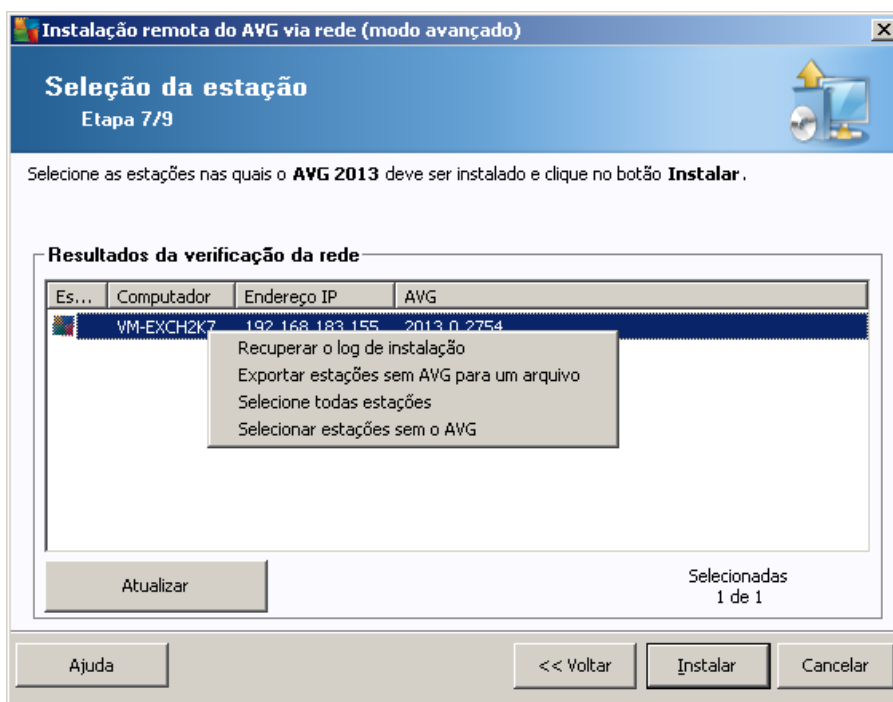 Instalação remota do AVG via rede (modo avançado)
Seleção da estação
Etapa 7/9
Selecione as estações nas quais o AVG 2013 deve ser instalado e clique no botão Instalar.
Resultados da verificação da rede
Es... Computador Endereço IP AVG
VM-EXCH2K7 192.168.183.155 2013.0.2754
Recuperar o log de instalação
Exportar estações sem AVG para um arquivo
Selecione todas estações
Selecionar estações sem o AVG
Atualizar
Selecionadas
1 de 1
Ajuda << Voltar Instalar Cancelar